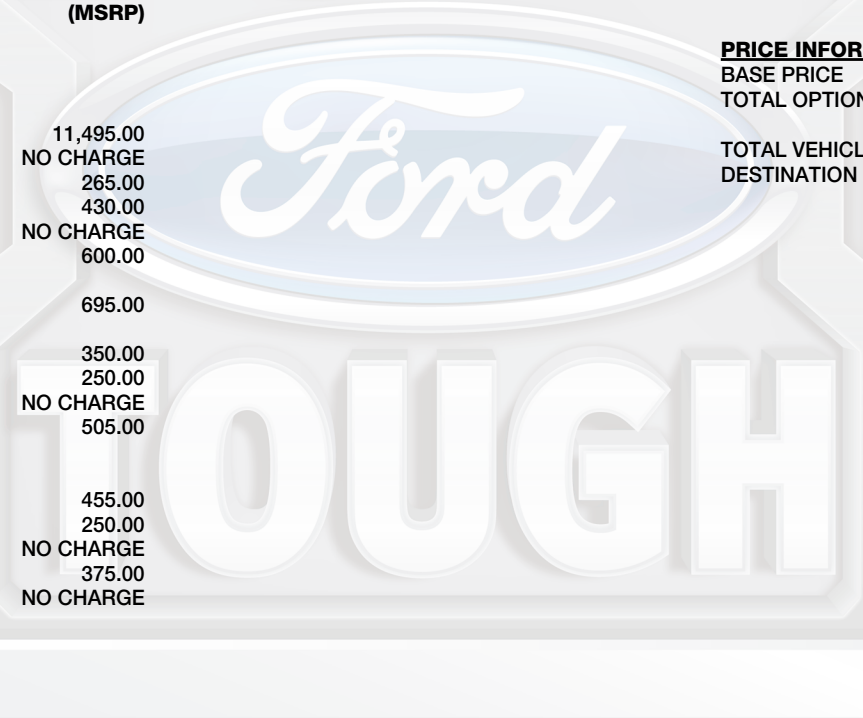 (MSRP)
11,495.00
NO CHARGE
265.00
430.00
NO CHARGE
600.00
695.00
350.00
250.00
NO CHARGE
505.00
455.00
250.00
NO CHARGE
375.00
NO CHARGE
PRICE INFOR
BASE PRICE
TOTAL OPTION
TOTAL VEHICL
DESTINATION
Ford
TOUGH